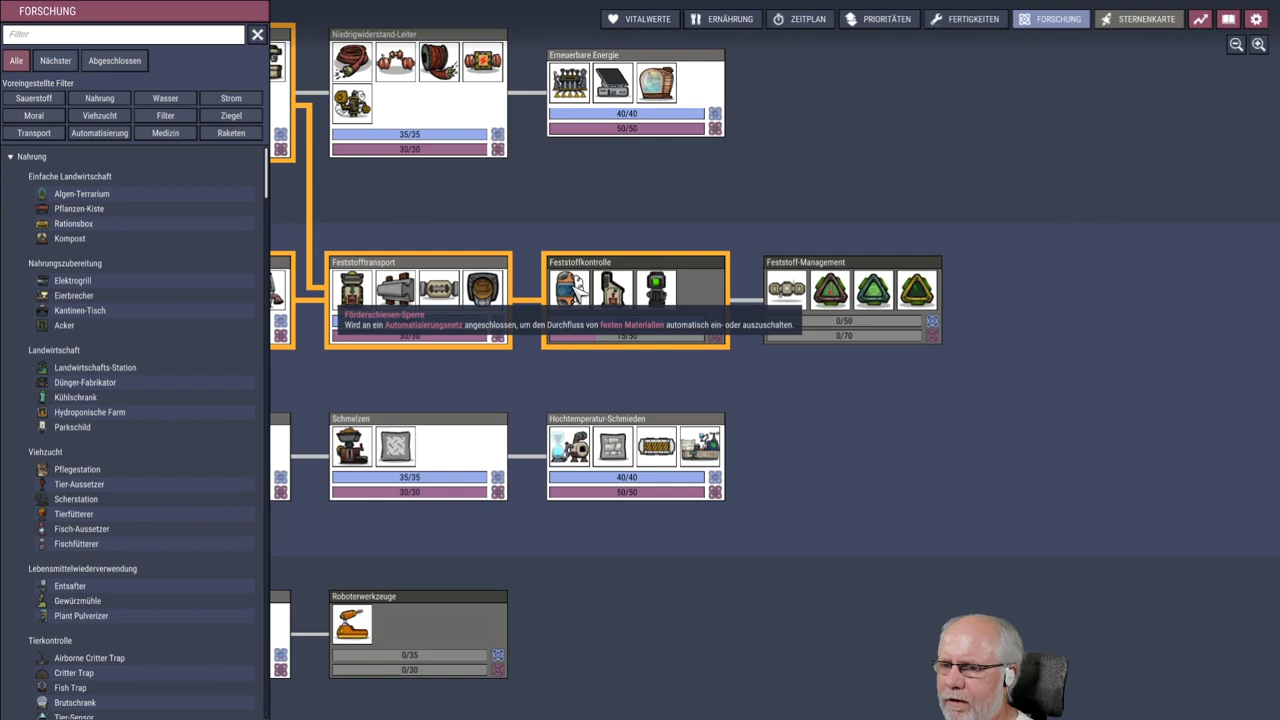 FORSCHUNG
Filter
Alle
Nächster
Abgeschlossen
Voreingestellte Filter
Sauerstoff
Nahrung
Wasser
Strom
Moral
Viehzucht
Filter
Ziegel
Transport
Automatisierung
Medizin
Raketen
Nahrung
Einfache Landwirtschaft
Algen-Terrarium
Pflanzen-Kiste
Rationsbox
Kompost
Nahrungszubereitung
Elektrogrill
Eierbrecher
Kantinen-Tisch
Acker
Landwirtschaft
Landwirtschafts-Station
Dünger-Fabrikator
Kühlschrank
Hydroponische Farm
Parkschild
Viehzucht
Pflegestation
Tier-Aussetzer
Scherstation
Tierfütterer
Fisch-Aussetzer
Fischfütterer
Lebensmittelwiederverwendung
Entsafter
Gewürzmühle
Plant Pulverizer
Tierkontrolle
Airborne Critter Trap
Critter Trap
Fish Trap
Brutschrank
Tier-Sensor
VITALWERTE
ERNÄHRUNG
ZEITPLAN
PRIORITÄTEN
FERTIGKEITEN
FORSCHUNG
STERNENKARTE
Niedrigwiderstand-Leiter
35/35
30/30
Erneuerbare Energie
40/40
50/50
Feststofftransport
Feststoffkontrolle
Feststoff-Management
Förderschienen-Sperre
Wird an ein Automatisierungsnetz angeschlossen, um den Durchfluss von festen Materialien automatisch ein- oder auszuschalten.
30/30
15/50
0/50
0/70
Schmelzen
35/35
30/30
Hochtemperatur-Schmieden
40/40
50/50
Roboterwerkzeuge
0/35
0/30